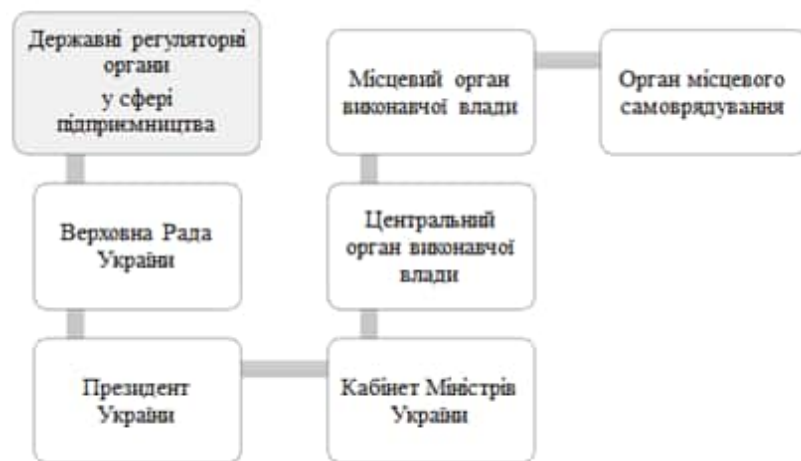 Державні регуляторні
органи
у сфері
підприємництва
Верховна Рада
України
Президент
України
Кабінет Міністрів
України
Центральний
орган виконавчої
влади
Місцевий орган
виконавчої влади
Орган місцевого
самоврядування